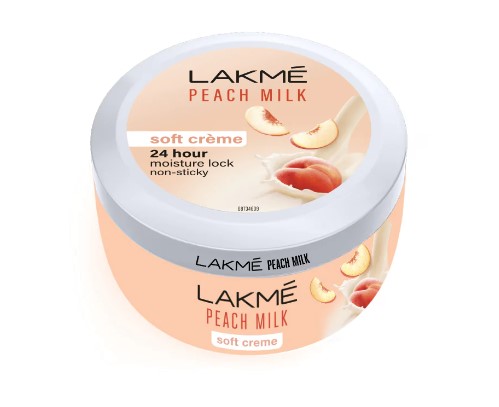 LAKMÉ
PEACH MILK
soft crème
24 hour
moisture lock
non-sticky
LAKMÉ PEACH MILK
LAKMÉ
PEACH MILK
soft creme